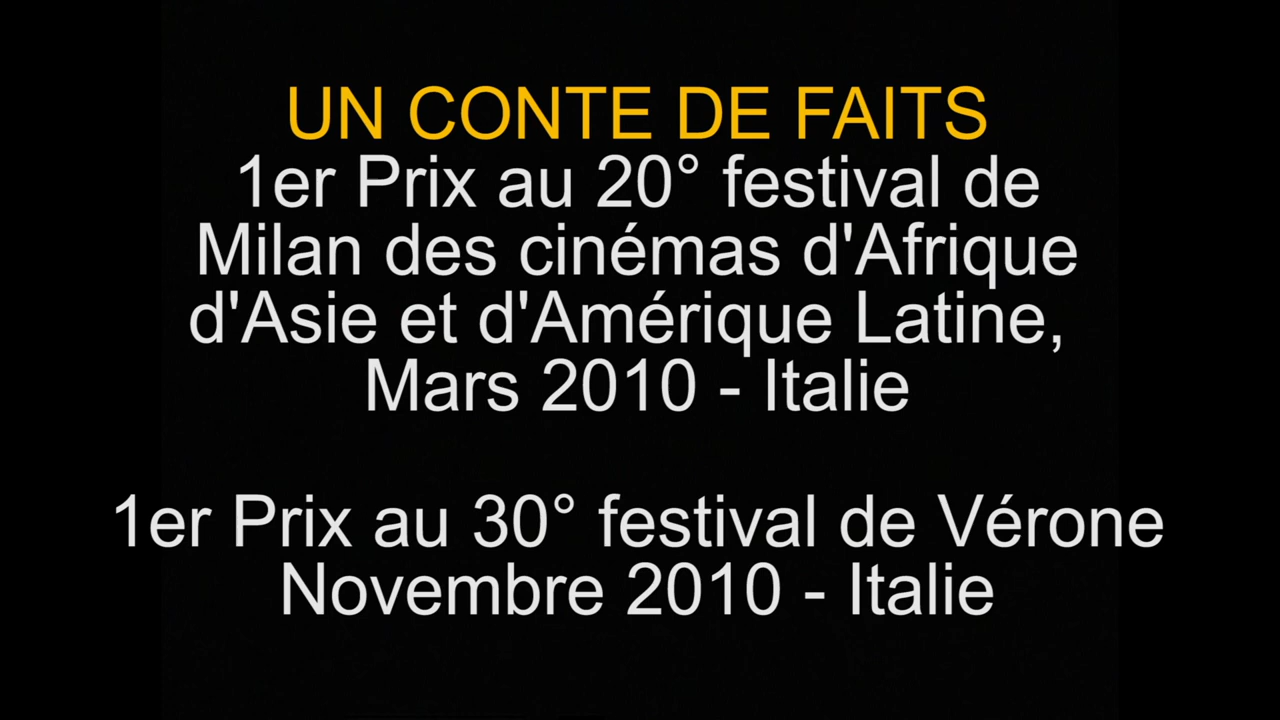 UN CONTE DE FAITS
1er Prix au 20° festival de
Milan des cinémas d'Afrique
d'Asie et d'Amérique Latine,
Mars 2010 - Italie
1er Prix au 30° festival de Vérone
Novembre 2010 - Italie